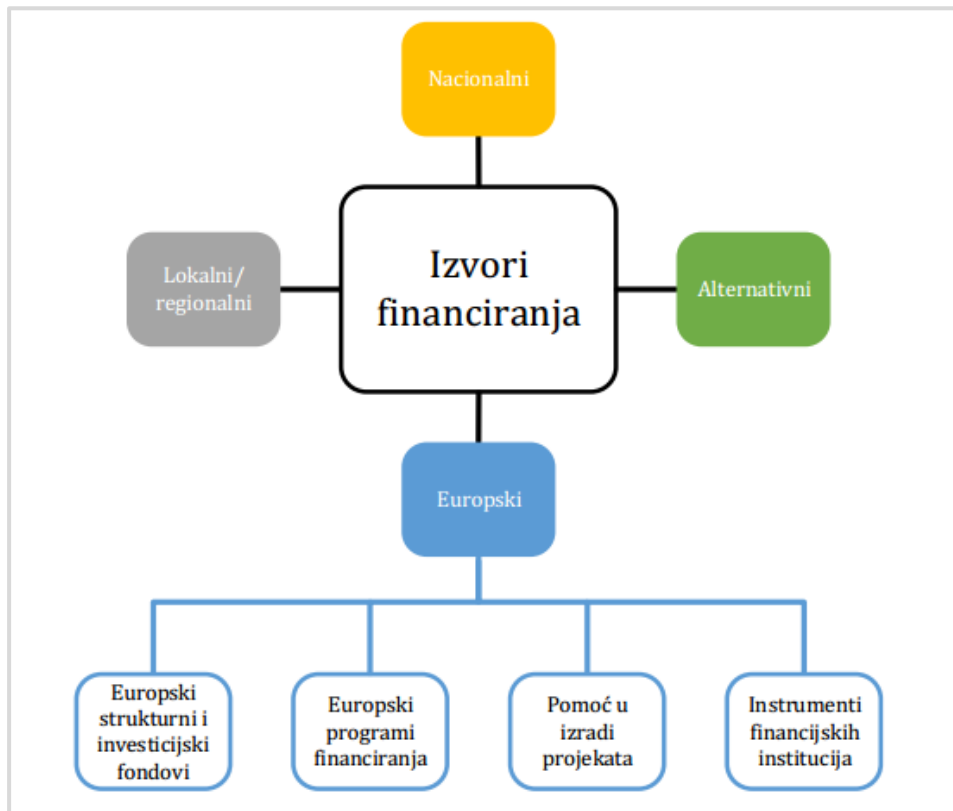 Nacionalni
Lokalni/
regionalni
Izvori
financiranja
Alternativni
Europski
Europski
strukturni i
investicijski
fondovi
Europski
programi
financiranja
Pomoć u
izradi
projekata
Instrumenti
financijskih
institucija